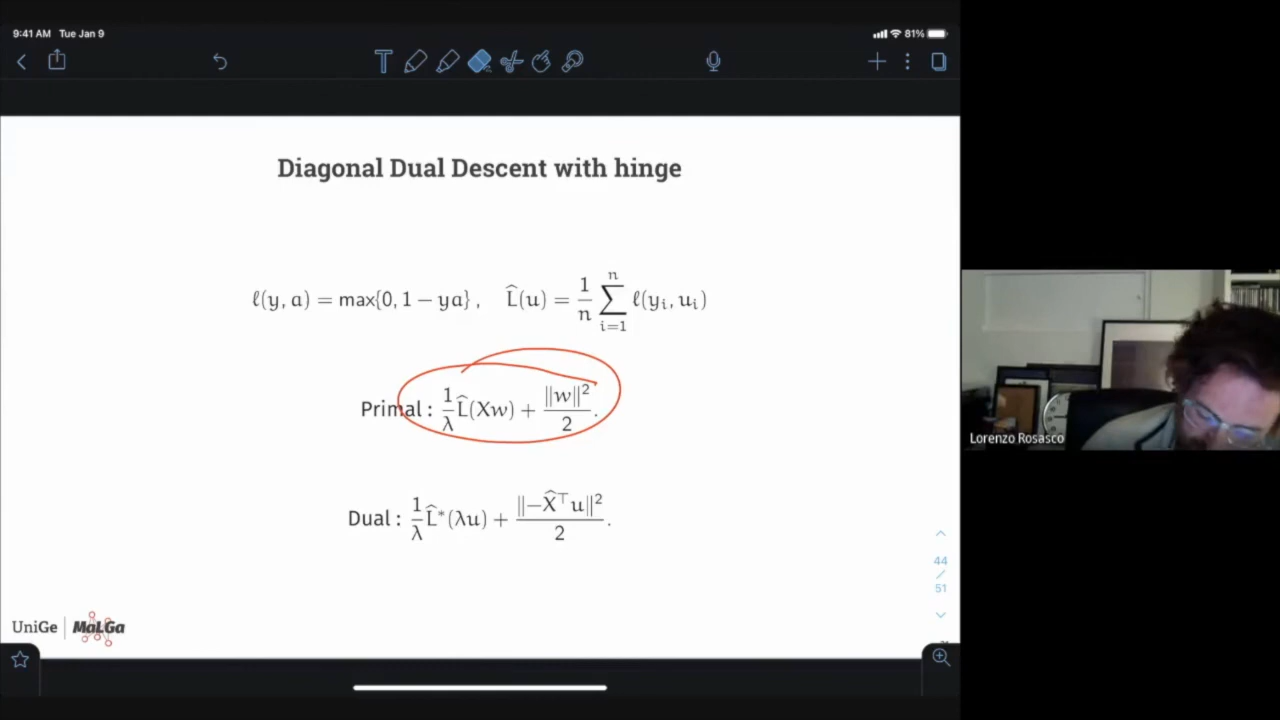 9:41 AM Tue Jan 9
81%
Diagonal Dual Descent with hinge
ℓ(y, a) = max{0, 1 − ya} , L̂(u) = 1/n ∑_{i=1}^{n} ℓ(y_i, u_i)
Primal : 1/λ L̂(Xw) + ‖w‖²/2.
Dual : 1/λ L̂*(λu) + ‖−X̂^⊤u‖²/2.
44
/
51
UniGe | MaLGa
Lorenzo Rosasco